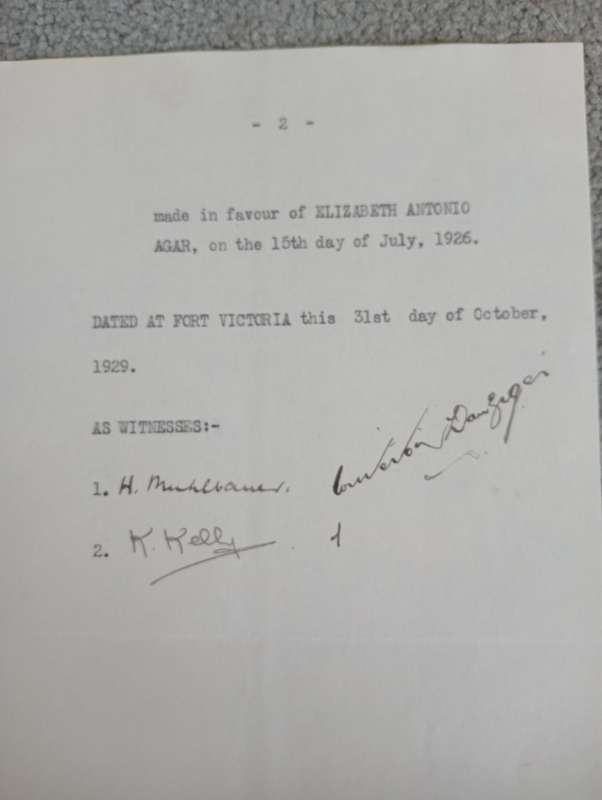 - 2 -
made in favour of ELIZABETH ANTONIO
AGAR, on the 15th day of July, 1926.
DATED AT FORT VICTORIA this 31st day of October,
1929.
AS WITNESSES:-
1. H. Muhlbauer.
2. K. Kelly